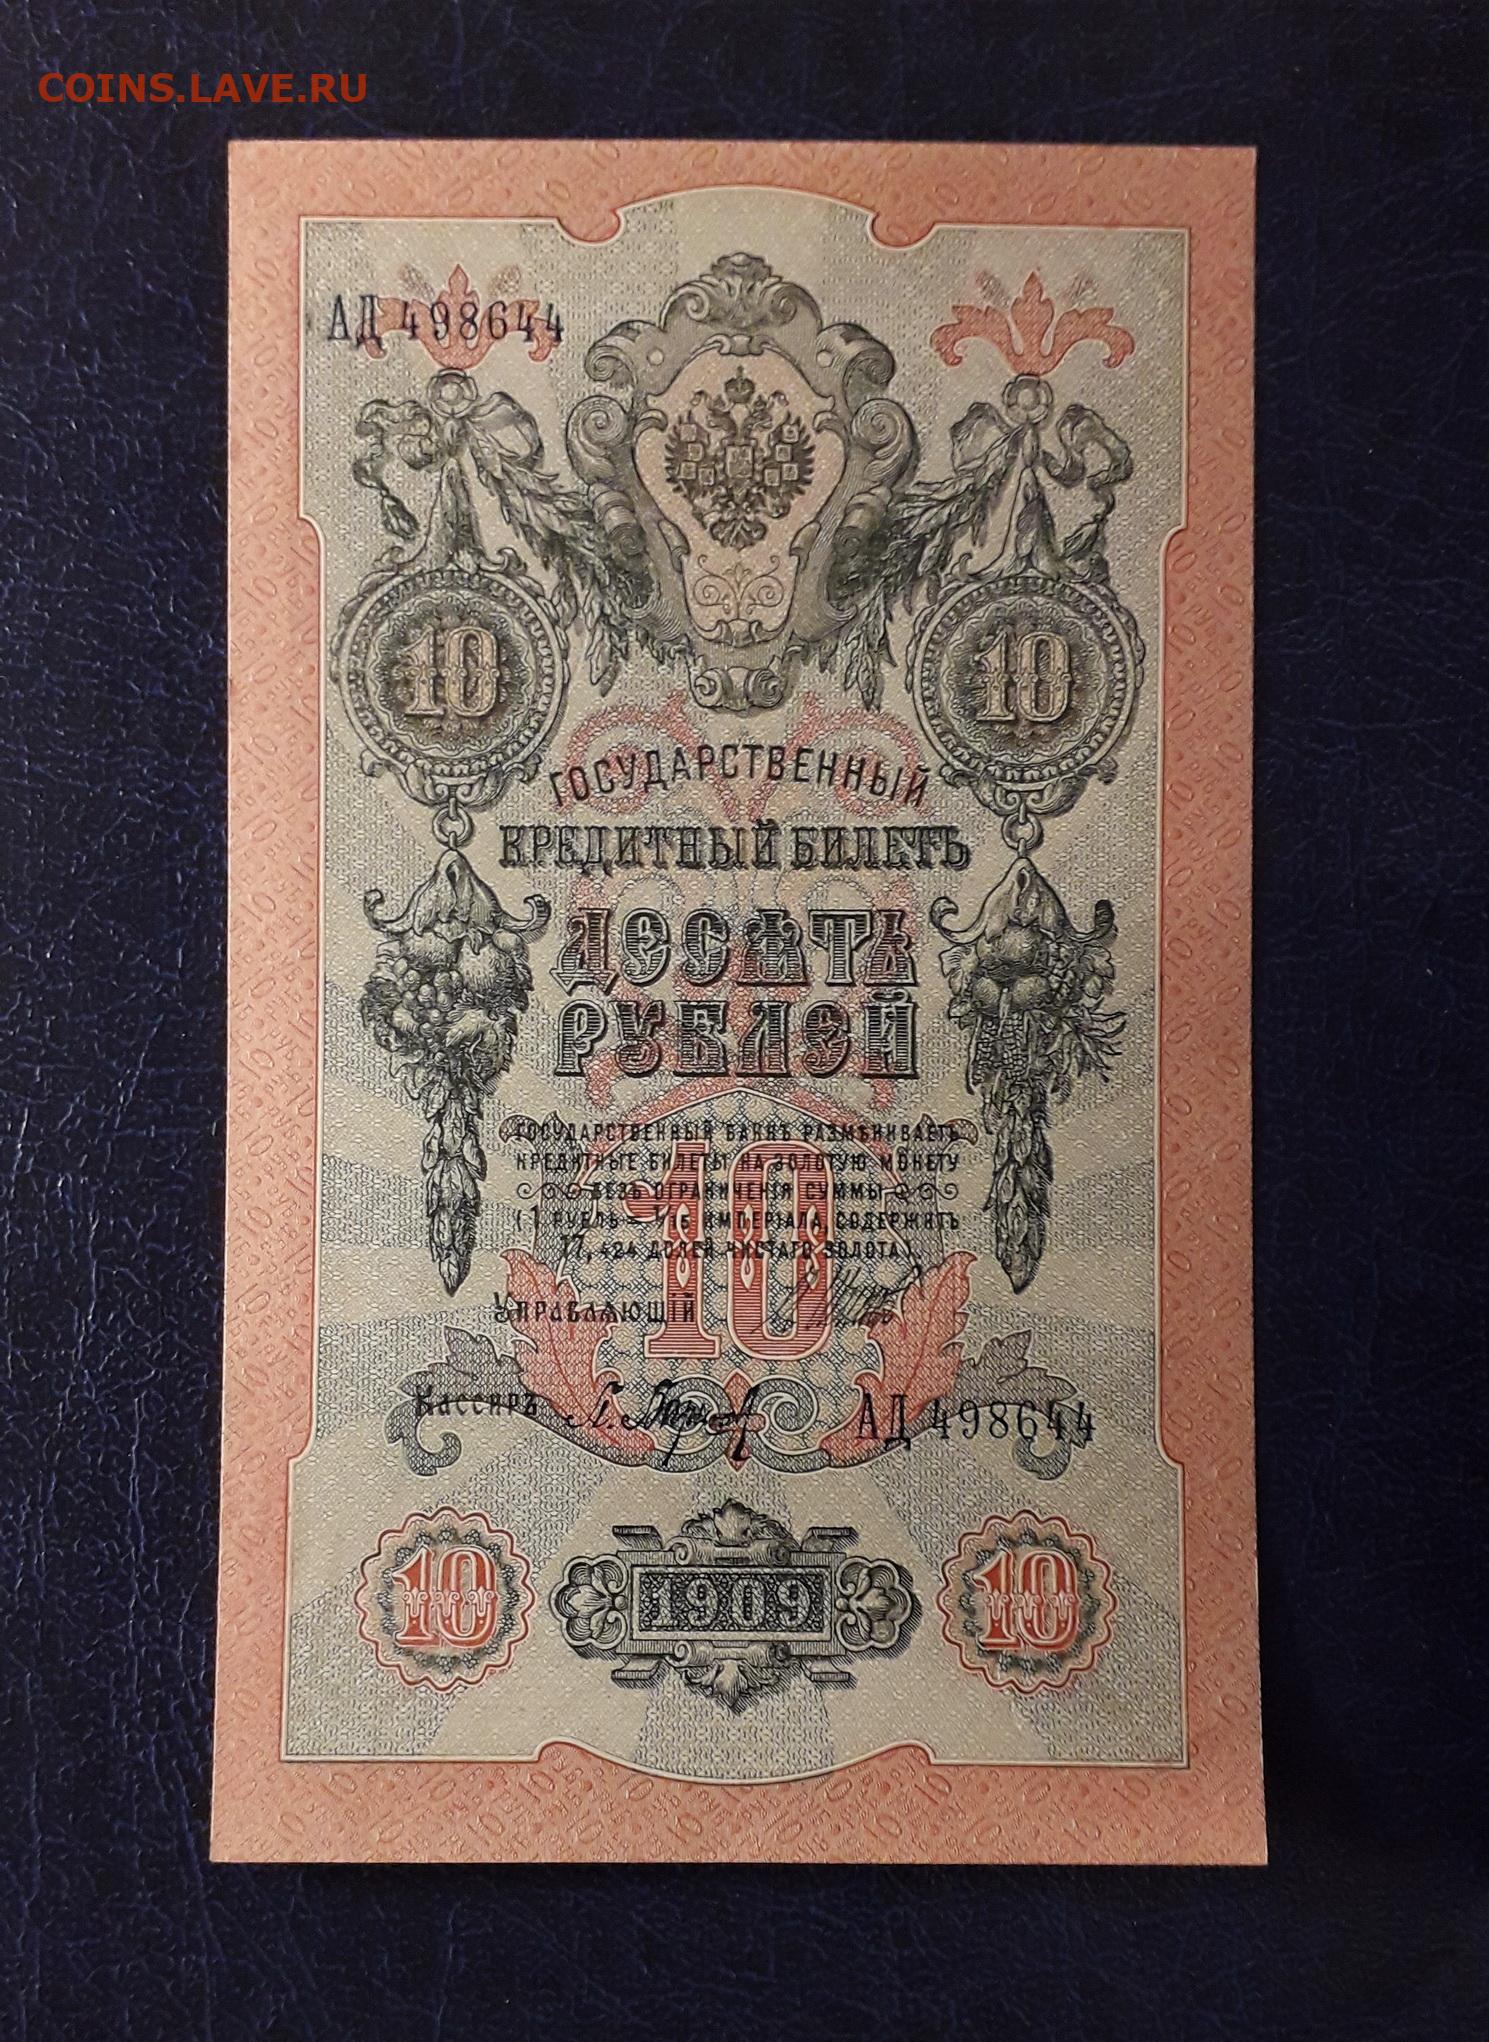 COINS.LAVE.RU
АД 498644
10 10
ГОСУДАРСТВЕННЫЙ
КРЕДИТНЫЙ БИЛЕТЪ
ДЕСЯТЬ
РУБЛЕЙ
ГОСУДАРСТВЕННЫЙ БАНКЪ РАЗМѢНИВАЕТЪ
КРЕДИТНЫЕ БИЛЕТЫ НА ЗОЛОТУЮ МОНЕТУ
БЕЗЪ ОГРАНИЧЕНІЯ СУММЫ
(1 РУБЛЬ = 1/15 ИМПЕРІАЛА, СОДЕРЖИТЪ
17,424 ДОЛЕЙ ЧИСТАГО ЗОЛОТА).
10
Управляющій
Кассиръ
АД 498644
10 1909 10